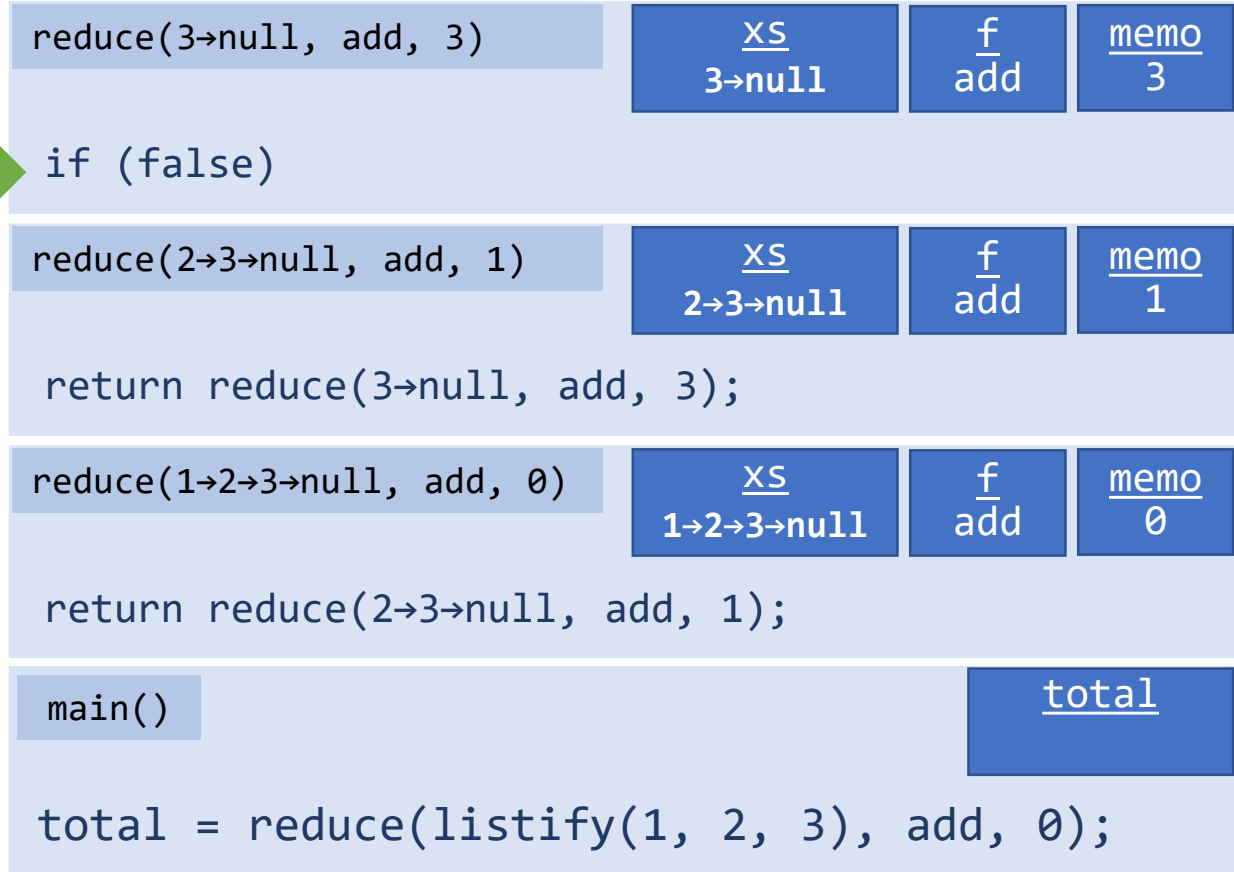 reduce(3→null, add, 3)
xs
3→null
f
add
memo
3
if (false)
reduce(2→3→null, add, 1)
xs
2→3→null
f
add
memo
1
return reduce(3→null, add, 3);
reduce(1→2→3→null, add, 0)
xs
1→2→3→null
f
add
memo
0
return reduce(2→3→null, add, 1);
main()
total
total = reduce(listify(1, 2, 3), add, 0);